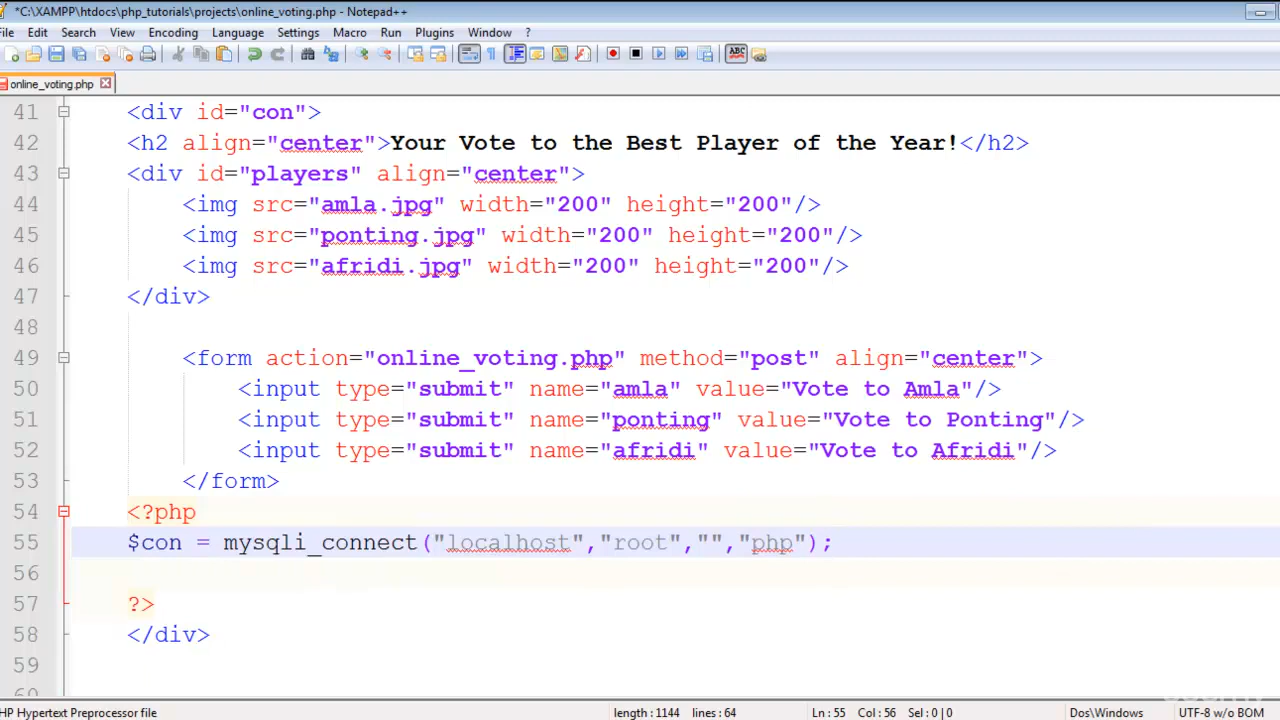 *C:\XAMPP\htdocs\php_tutorials\projects\online_voting.php - Notepad++
File Edit Search View Encoding Language Settings Macro Run Plugins Window ?
ABC
online_voting.php
41 <div id="con">
42 <h2 align="center">Your Vote to the Best Player of the Year!</h2>
43 <div id="players" align="center">
44 <img src="amla.jpg" width="200" height="200"/>
45 <img src="ponting.jpg" width="200" height="200"/>
46 <img src="afridi.jpg" width="200" height="200"/>
47 </div>
48
49 <form action="online_voting.php" method="post" align="center">
50 <input type="submit" name="amla" value="Vote to Amla"/>
51 <input type="submit" name="ponting" value="Vote to Ponting"/>
52 <input type="submit" name="afridi" value="Vote to Afridi"/>
53 </form>
54 <?php
55 $con = mysqli_connect("localhost","root","","php");
56
57 ?>
58 </div>
59
60
HP Hypertext Preprocessor file length : 1144 lines : 64 Ln : 55 Col : 56 Sel : 0 | 0 Dos\Windows UTF-8 w/o BOM